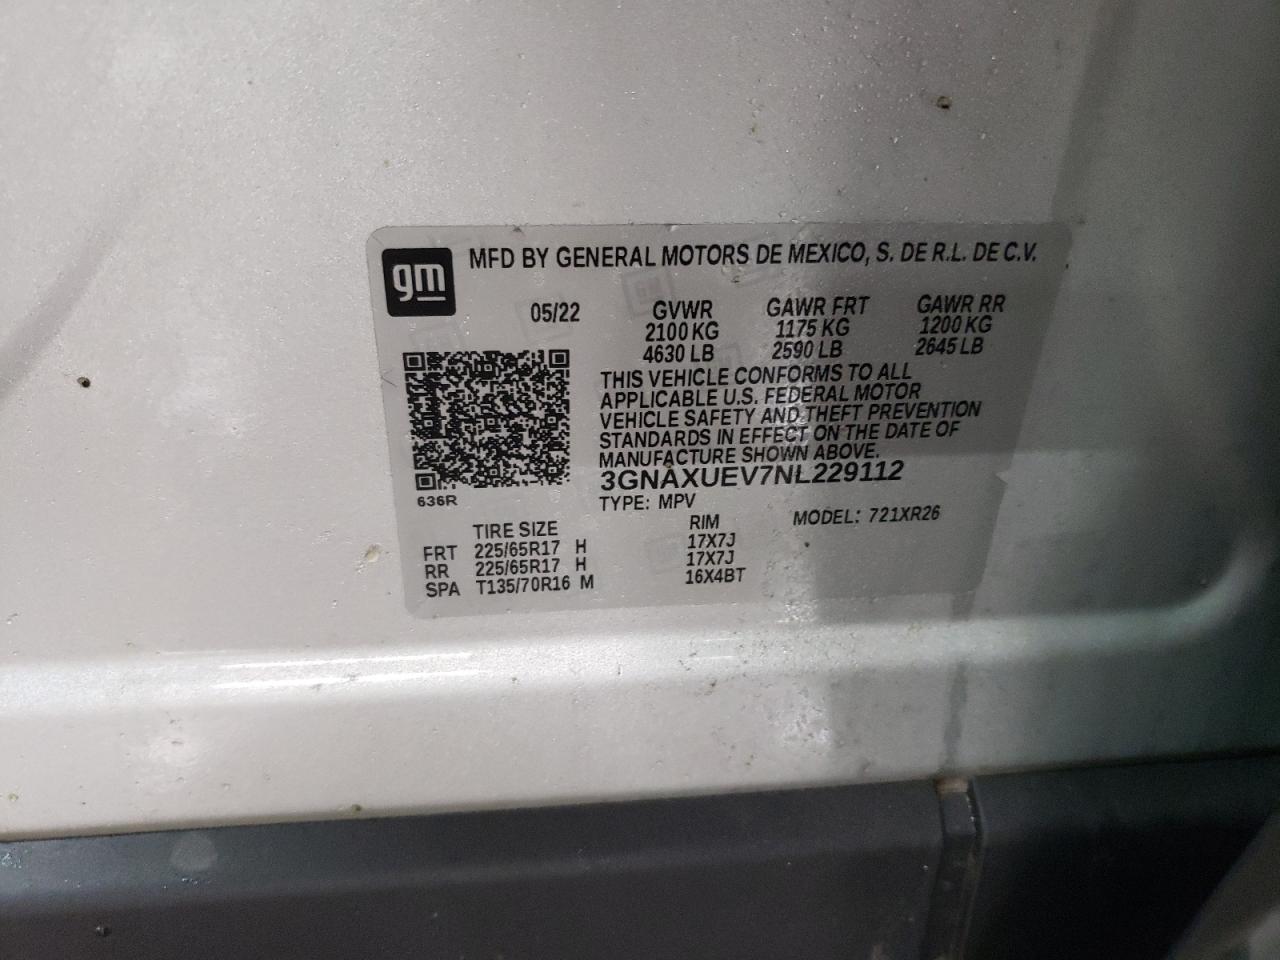 gm
MFD BY GENERAL MOTORS DE MEXICO, S. DE R.L. DE C.V.
05/22 GVWR GAWR FRT GAWR RR
2100 KG 1175 KG 1200 KG
4630 LB 2590 LB 2645 LB
THIS VEHICLE CONFORMS TO ALL
APPLICABLE U.S. FEDERAL MOTOR
VEHICLE SAFETY AND THEFT PREVENTION
STANDARDS IN EFFECT ON THE DATE OF
MANUFACTURE SHOWN ABOVE.
3GNAXUEV7NL229112
636R
TYPE: MPV
MODEL: 721XR26
TIRE SIZE RIM
FRT 225/65R17 H 17X7J
RR 225/65R17 H 17X7J
SPA T135/70R16 M 16X4BT